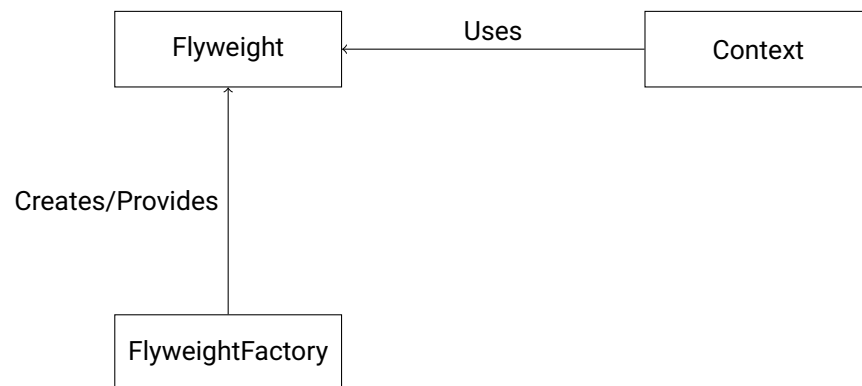 Flyweight
Uses
Context
Creates/Provides
FlyweightFactory